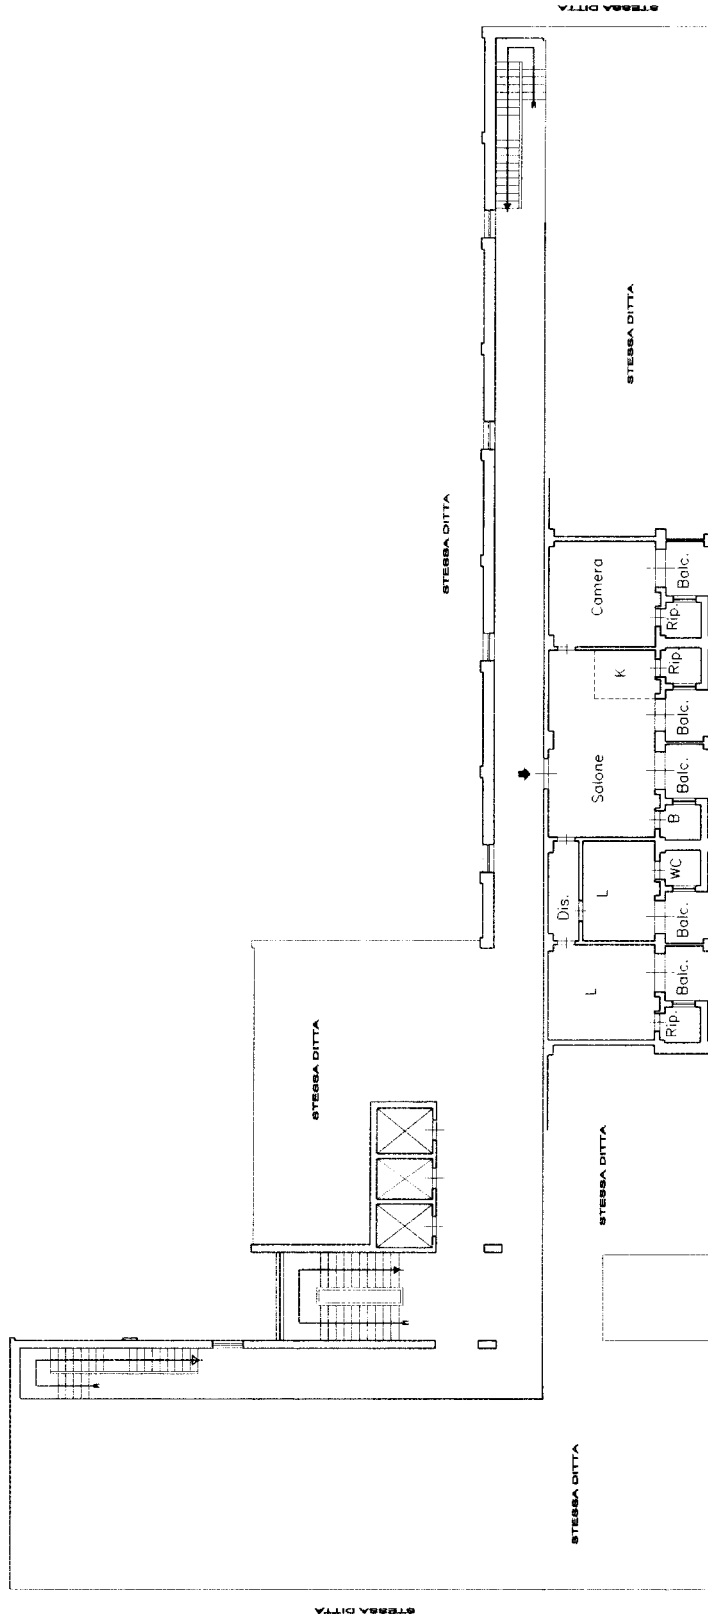 STESSA DITTA
STESSA DITTA
STESSA DITTA
Camera
Balc.
Rip.
K
Rip.
Balc.
Salone
Balc.
B
Dis.
L
WC
Balc.
L
Balc.
Rip.
STESSA DITTA
STESSA DITTA
STESSA DITTA
STESSA DITTA